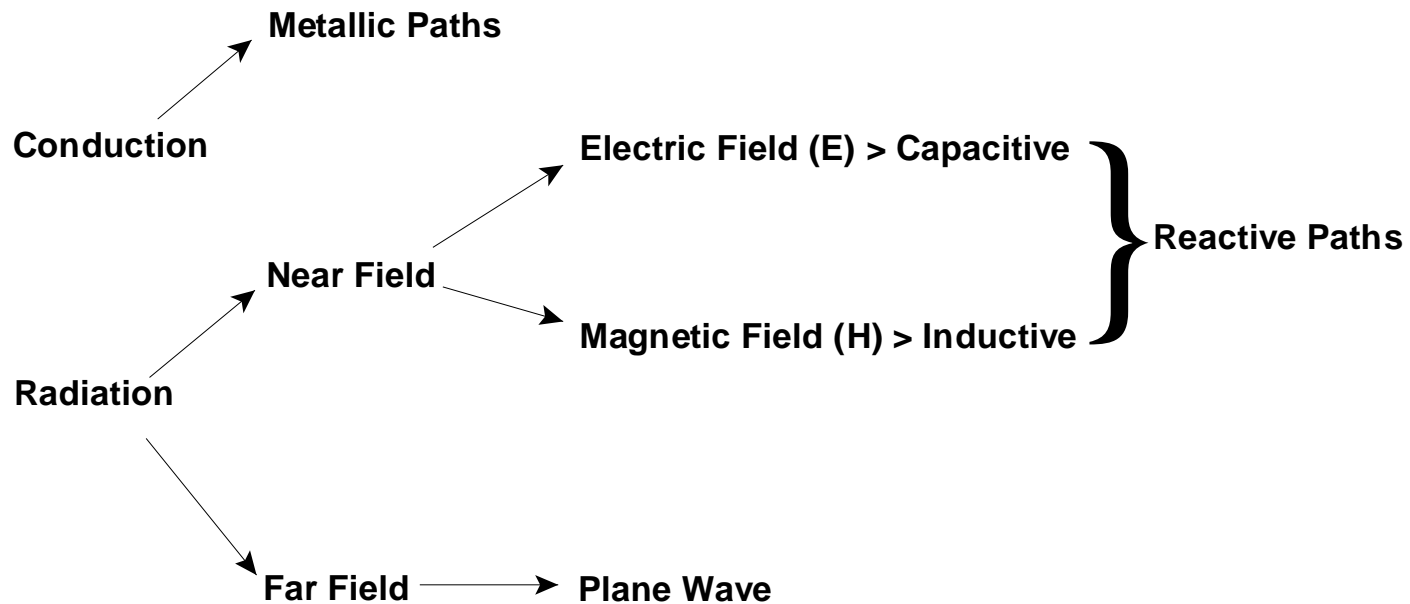 Metallic Paths
Conduction
Electric Field (E) > Capacitive
Reactive Paths
Near Field
Magnetic Field (H) > Inductive
Radiation
Far Field
Plane Wave